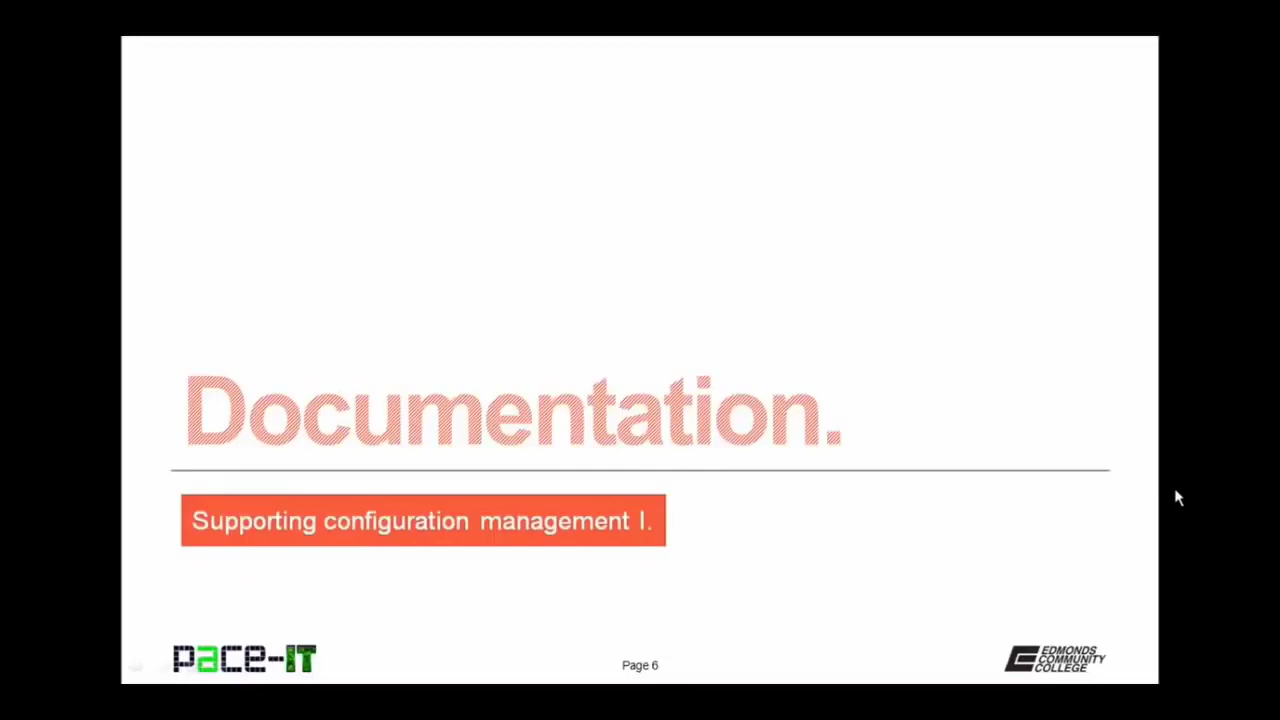 Documentation.
Supporting configuration management I.
pace-IT
Page 6
EDMONDS
COMMUNITY
COLLEGE